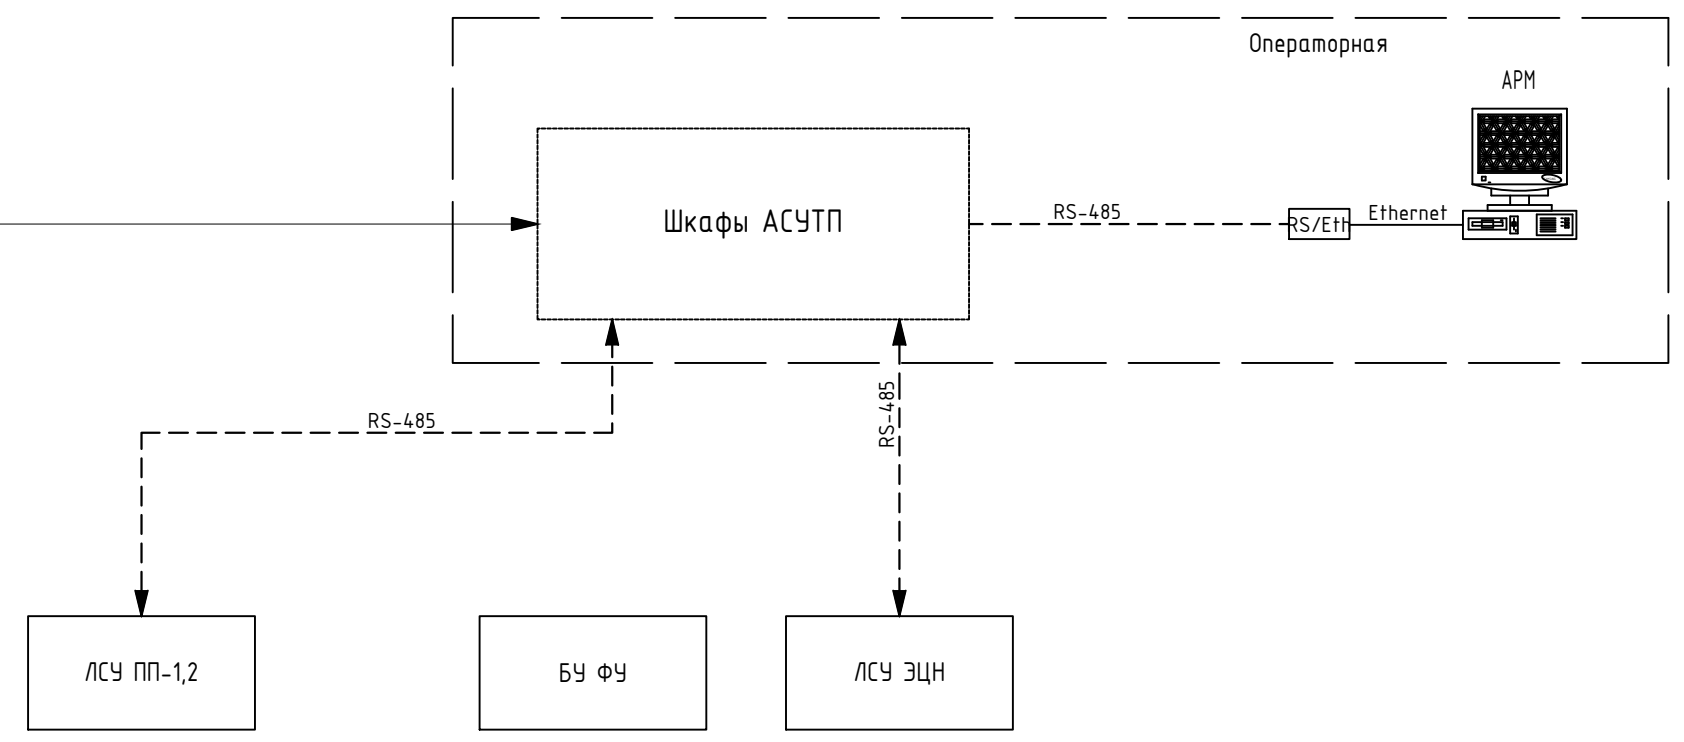 Операторная
АРМ
Шкафы АСУТП
RS-485
RS/Eth
Ethernet
RS-485
RS-485
ЛСУ ПП-1,2
БУ ФУ
ЛСУ ЭЦН